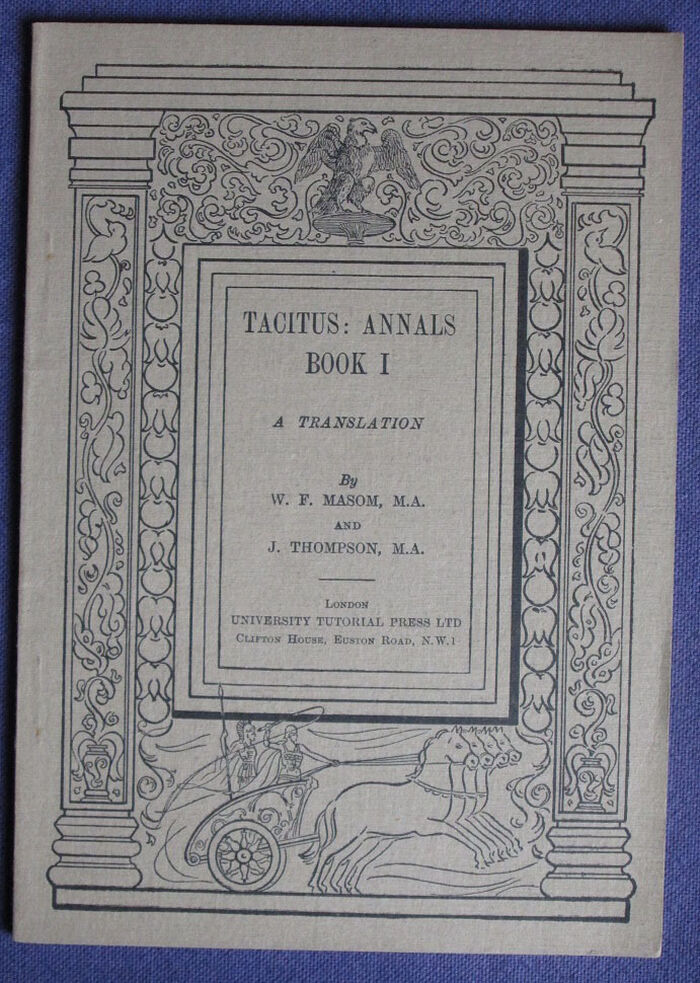 TACITUS: ANNALS
BOOK I
A TRANSLATION
By
W. F. MASOM, M.A.
AND
J. THOMPSON, M.A.
LONDON
UNIVERSITY TUTORIAL PRESS LTD
CLIFTON HOUSE, EUSTON ROAD, N.W.1